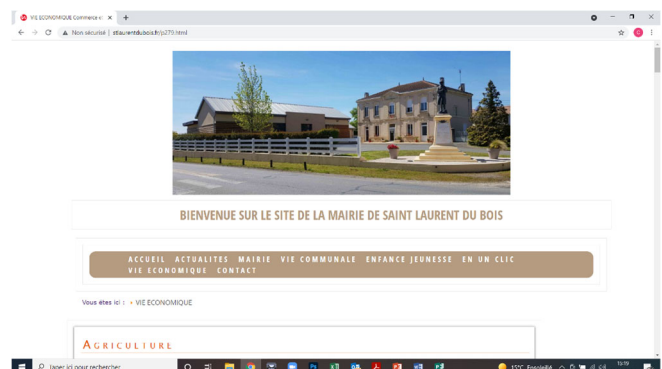 VIE ECONOMIQUE Commerce v
Non sécurisé | stlaurentdubois.fr/p279.html
BIENVENUE SUR LE SITE DE LA MAIRIE DE SAINT LAURENT DU BOIS
ACCUEIL ACTUALITES MAIRIE VIE COMMUNALE ENFANCE JEUNESSE EN UN CLIC
VIE ECONOMIQUE CONTACT
Vous êtes ici : • VIE ECONOMIQUE
AGRICULTURE
Taper ici pour rechercher
15°C Ensoleillé
15:19